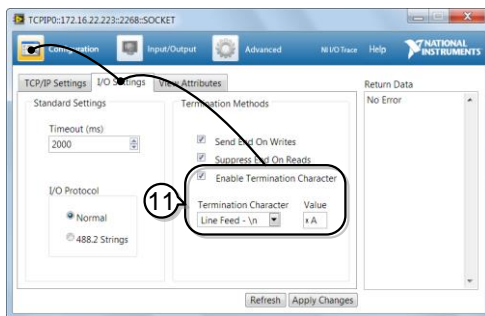 TCPIP0::172.16.22.223::2268::SOCKET
Configuration Input/Output Advanced NI I/O Trace Help NATIONAL INSTRUMENTS
TCP/IP Settings I/O Settings View Attributes
Return Data
No Error
Standard Settings
Timeout (ms)
2000
I/O Protocol
Normal
488.2 Strings
Termination Methods
Send End On Writes
Suppress End On Reads
Enable Termination Character
11
Termination Character Value
Line Feed - \n x A
Refresh Apply Changes